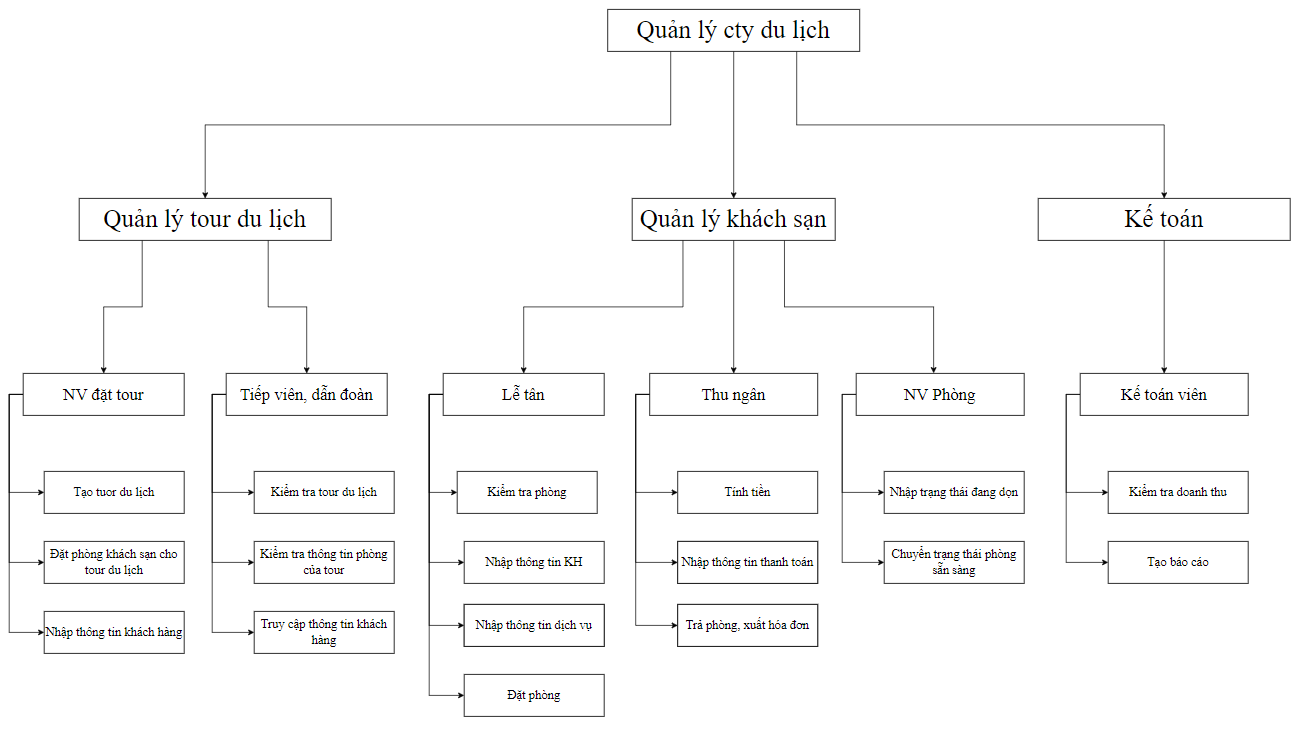 Quản lý cty du lịch
Quản lý tour du lịch
Quản lý khách sạn
Kế toán
NV đặt tour
Tiếp viên, dẫn đoàn
Lễ tân
Thu ngân
NV Phòng
Kế toán viên
Tạo tuor du lịch
Kiểm tra tour du lịch
Kiểm tra phòng
Tính tiền
Nhập trạng thái đang dọn
Kiểm tra doanh thu
Đặt phòng khách sạn cho
tour du lịch
Kiểm tra thông tin phòng
của tour
Nhập thông tin KH
Nhập thông tin thanh toán
Chuyển trạng thái phòng
sẵn sàng
Tạo báo cáo
Nhập thông tin khách hàng
Truy cập thông tin khách
hàng
Nhập thông tin dịch vụ
Trả phòng, xuất hóa đơn
Đặt phòng